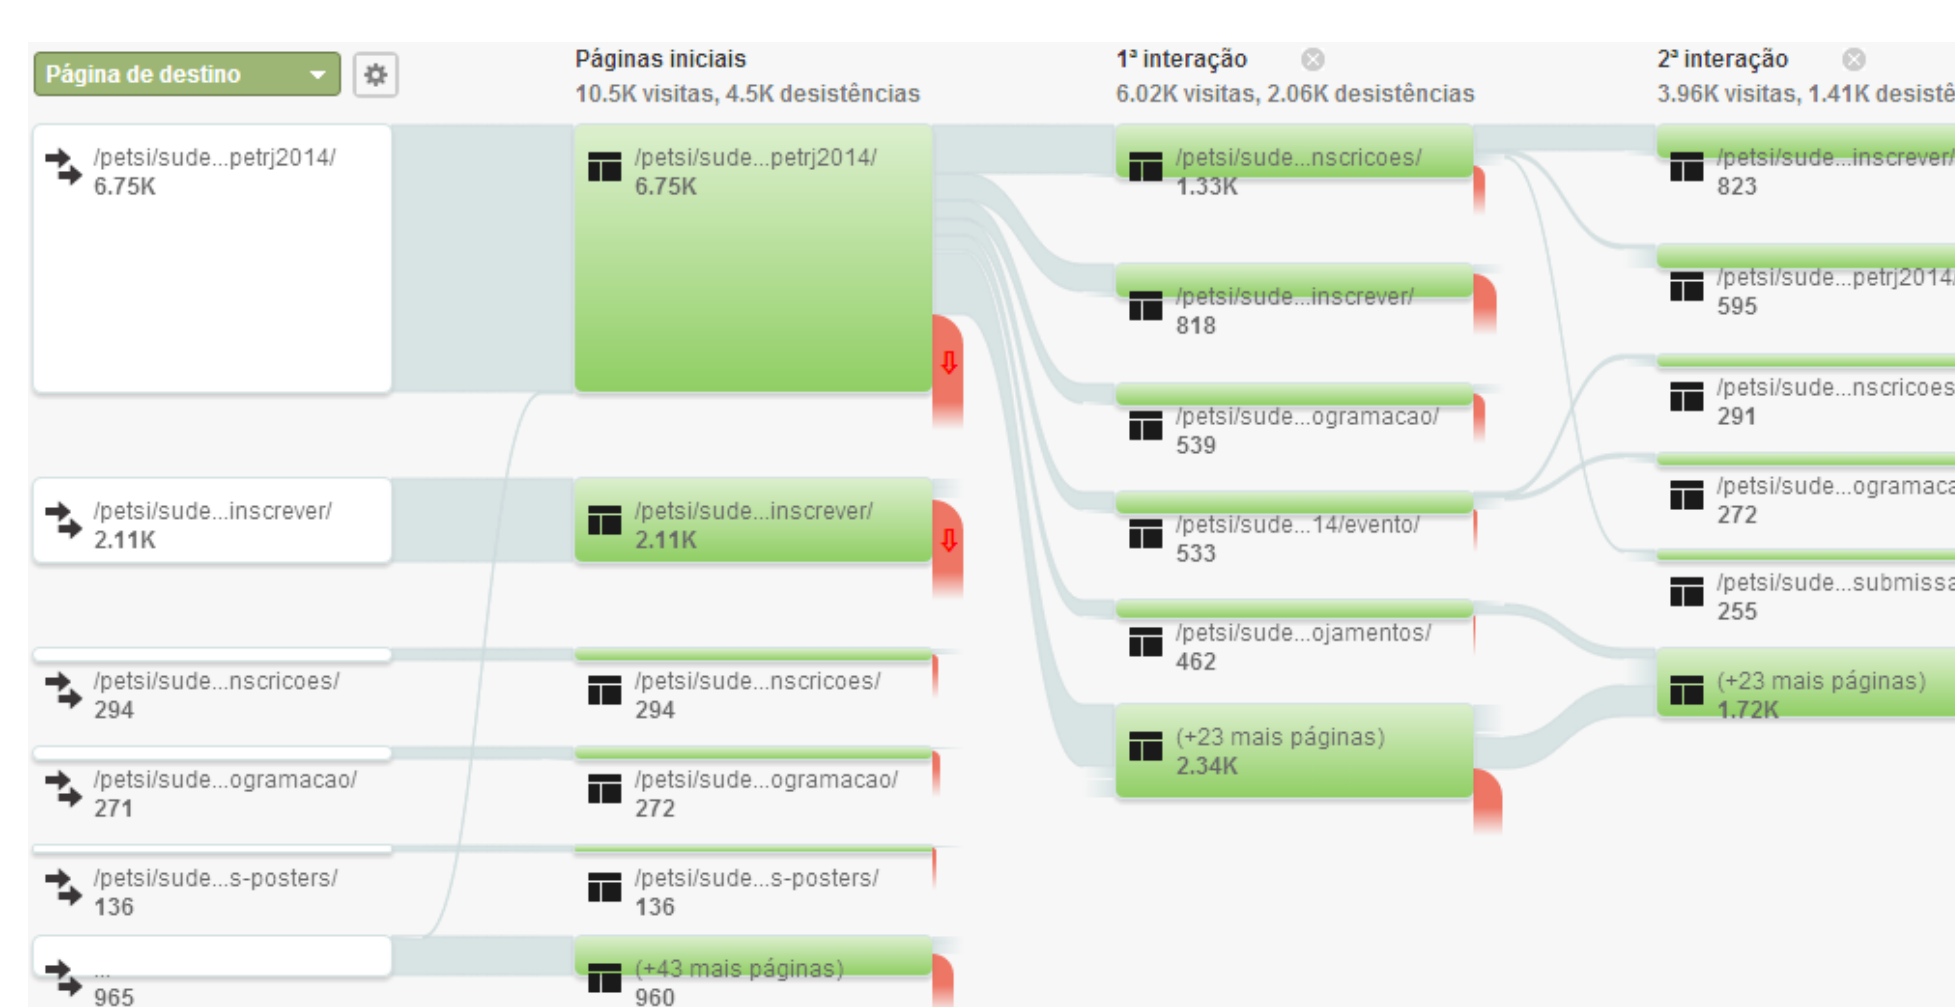 Página de destino
Páginas iniciais
10.5K visitas, 4.5K desistências
1ª interação
6.02K visitas, 2.06K desistências
2ª interação
3.96K visitas, 1.41K desistê
/petsi/sude...petrj2014/
6.75K
/petsi/sude...inscrever/
2.11K
/petsi/sude...nscricoes/
294
/petsi/sude...ogramacao/
271
/petsi/sude...s-posters/
136
...
965
/petsi/sude...petrj2014/
6.75K
/petsi/sude...inscrever/
2.11K
/petsi/sude...nscricoes/
294
/petsi/sude...ogramacao/
272
/petsi/sude...s-posters/
136
(+43 mais páginas)
960
/petsi/sude...nscricoes/
1.33K
/petsi/sude...inscrever/
818
/petsi/sude...ogramacao/
539
/petsi/sude...14/evento/
533
/petsi/sude...ojamentos/
462
(+23 mais páginas)
2.34K
/petsi/sude...inscrever/
823
/petsi/sude...petrj2014/
595
/petsi/sude...nscricoes
291
/petsi/sude...ogramaca
272
/petsi/sude...submissa
255
(+23 mais páginas)
1.72K